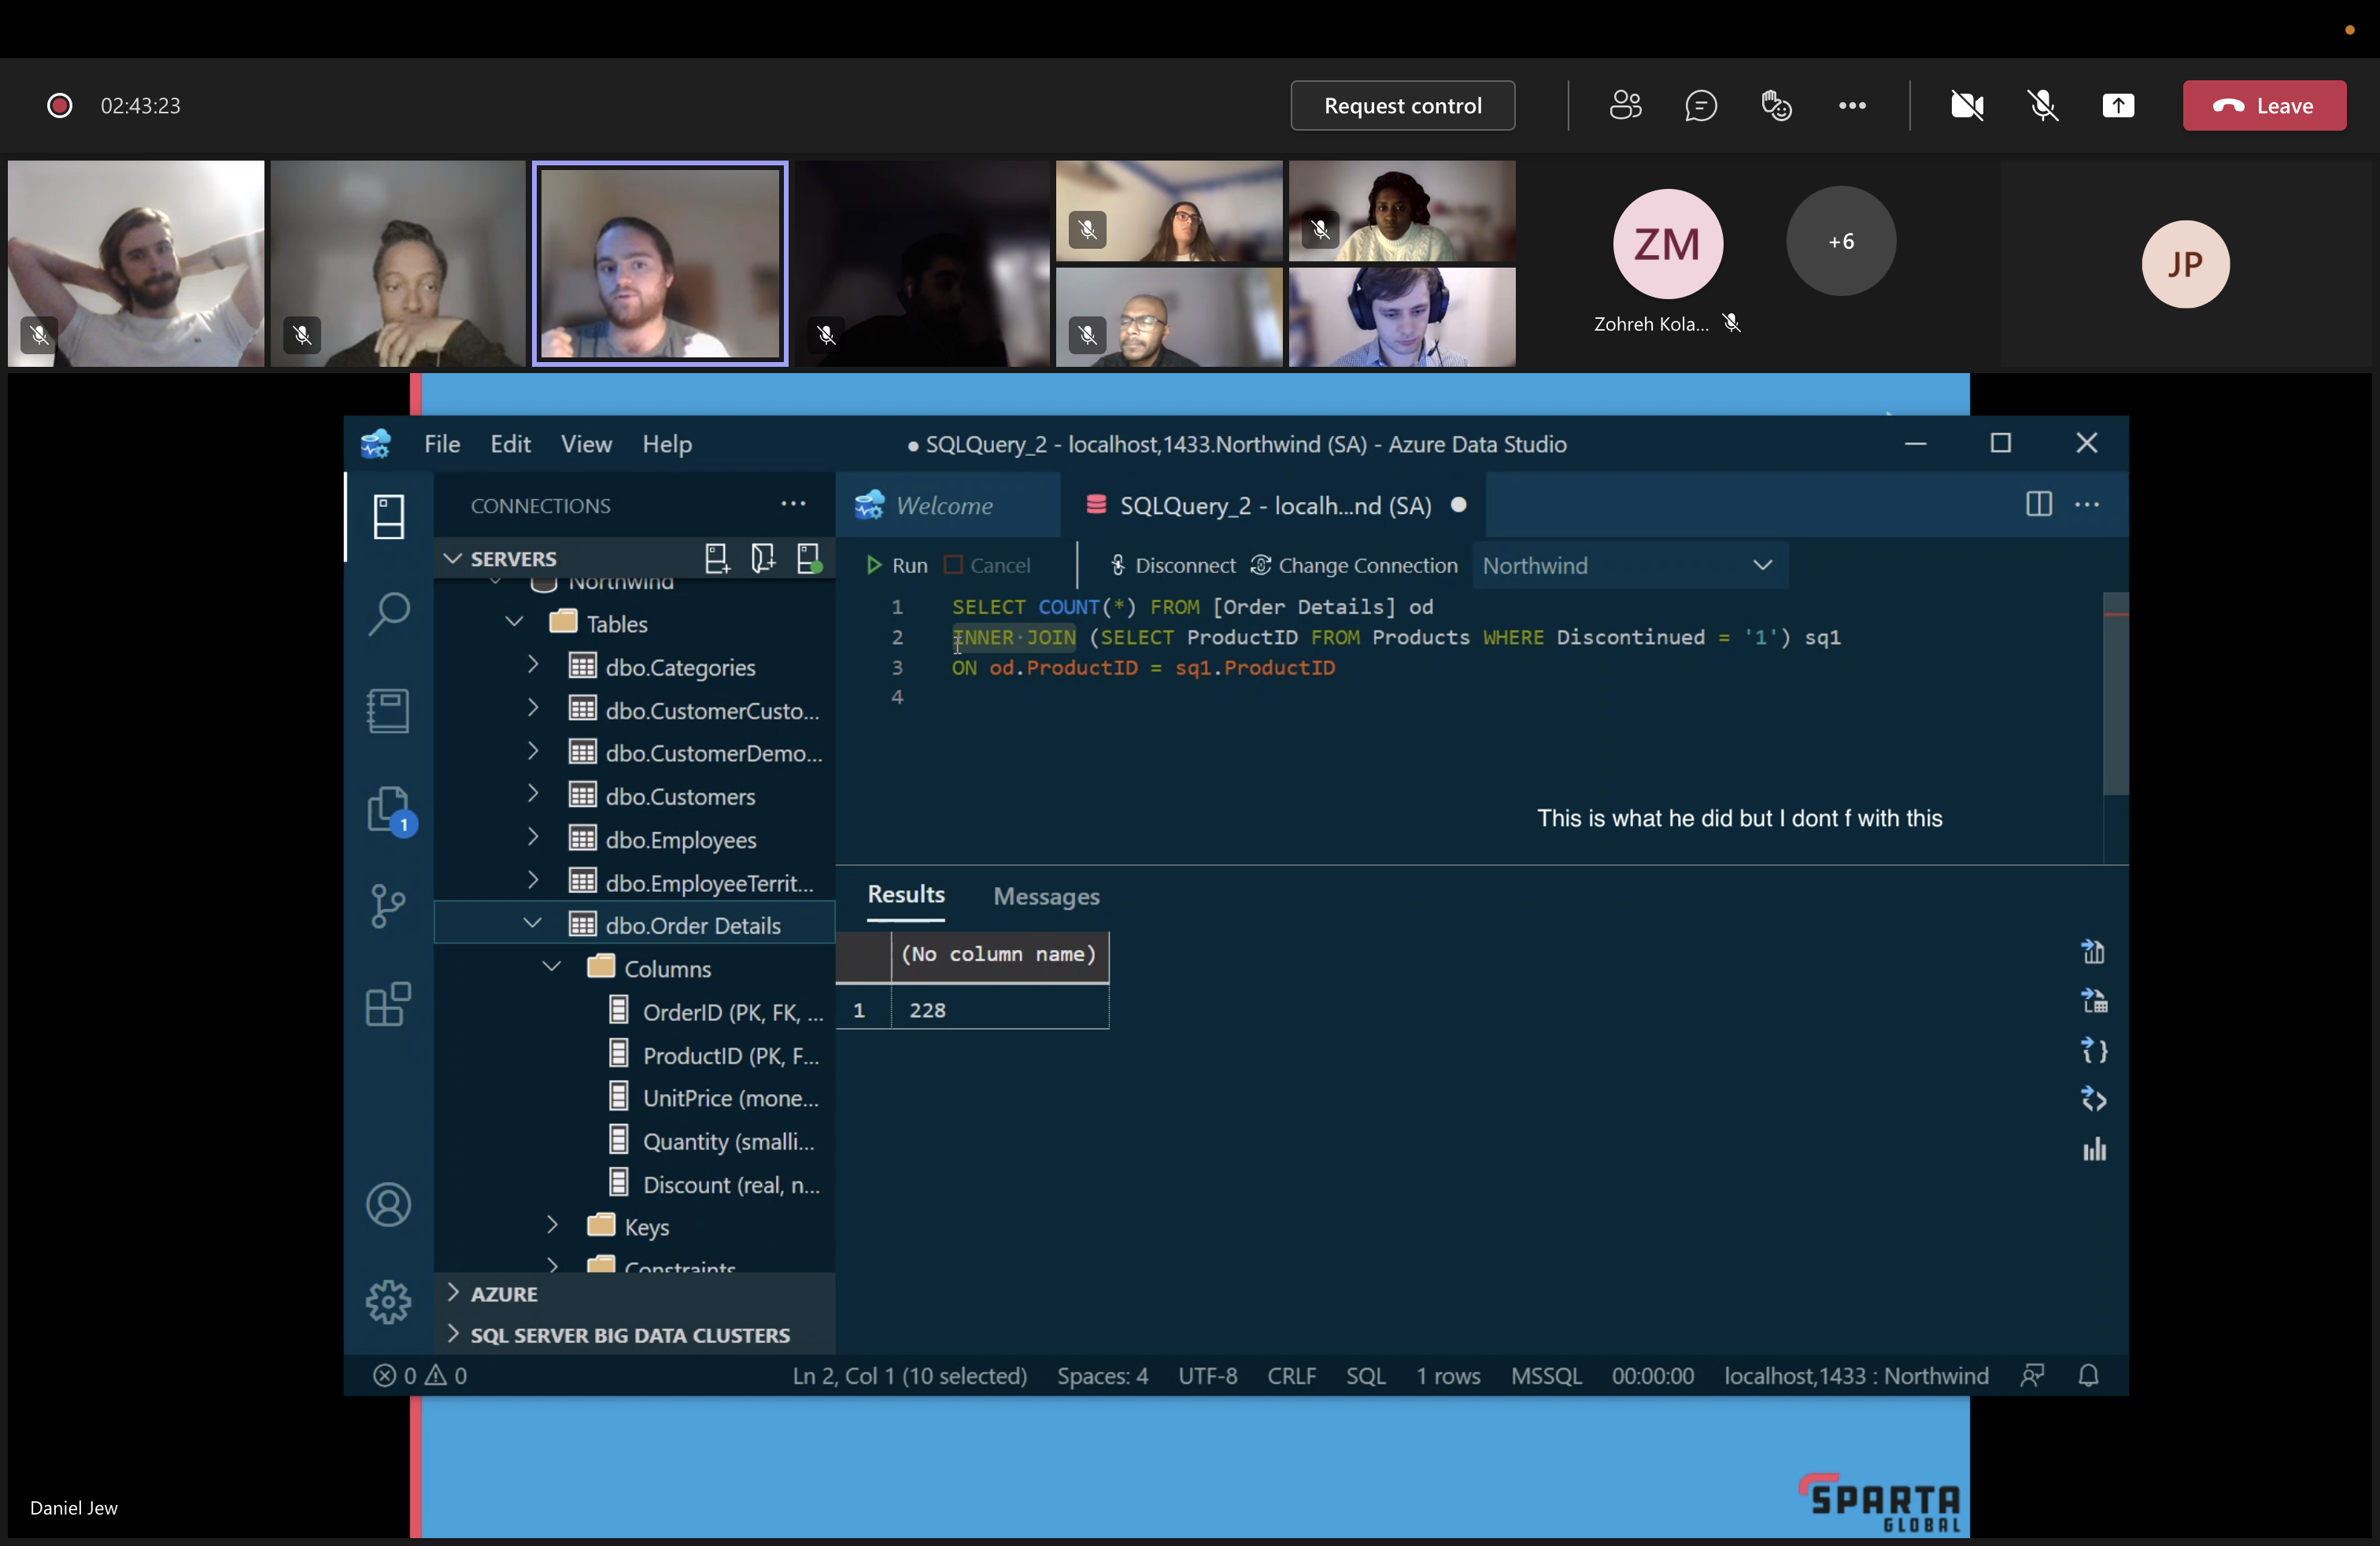 02:43:23
Request control
Leave
ZM
+6
JP
Zohreh Kola...
File Edit View Help
● SQLQuery_2 - localhost,1433.Northwind (SA) - Azure Data Studio
CONNECTIONS
Welcome
SQLQuery_2 - localh...nd (SA)
SERVERS
Run Cancel Disconnect Change Connection Northwind
Northwind
Tables
dbo.Categories
dbo.CustomerCusto...
dbo.CustomerDemo...
dbo.Customers
dbo.Employees
dbo.EmployeeTerrit...
dbo.Order Details
Columns
OrderID (PK, FK, ...
ProductID (PK, F...
UnitPrice (mone...
Quantity (smalli...
Discount (real, n...
Keys
Constraints
AZURE
SQL SERVER BIG DATA CLUSTERS
1
1 SELECT COUNT(*) FROM [Order Details] od
2 INNER JOIN (SELECT ProductID FROM Products WHERE Discontinued = '1') sq1
3 ON od.ProductID = sq1.ProductID
4
This is what he did but I dont f with this
Results Messages
(No column name)
1 228
0 0
Ln 2, Col 1 (10 selected) Spaces: 4 UTF-8 CRLF SQL 1 rows MSSQL 00:00:00 localhost,1433 : Northwind
Daniel Jew
SPARTA
GLOBAL